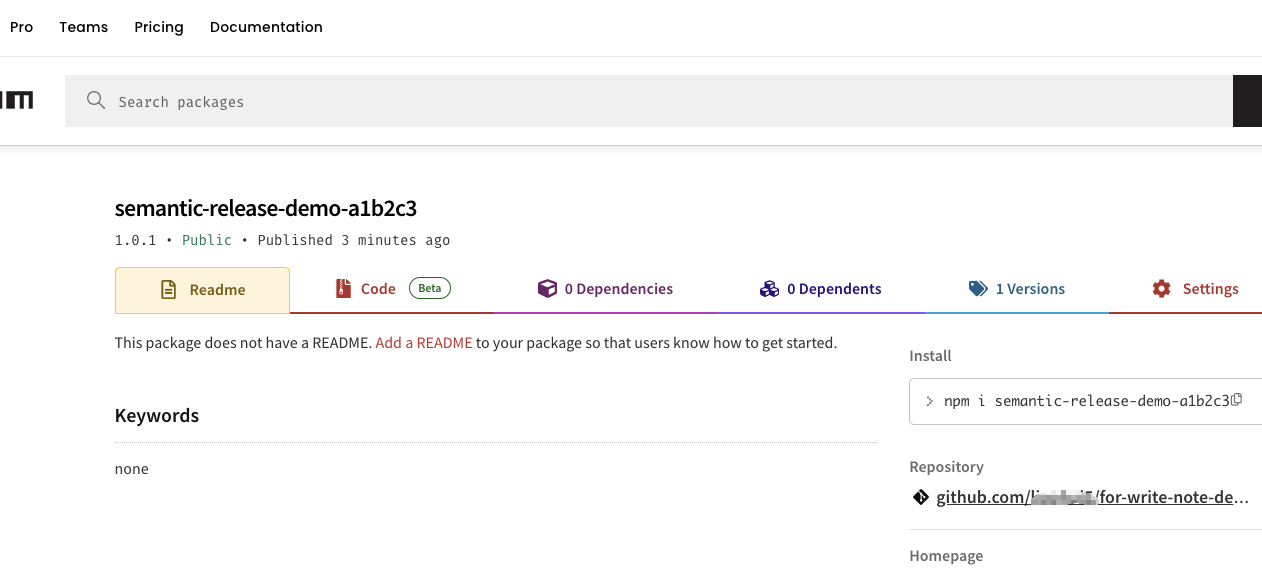 Pro Teams Pricing Documentation
Search packages
semantic-release-demo-a1b2c3
1.0.1 • Public • Published 3 minutes ago
Readme Code Beta 0 Dependencies 0 Dependents 1 Versions Settings
This package does not have a README. Add a README to your package so that users know how to get started.
Install
> npm i semantic-release-demo-a1b2c3
Keywords
none
Repository
github.com/ /for-write-note-de...
Homepage